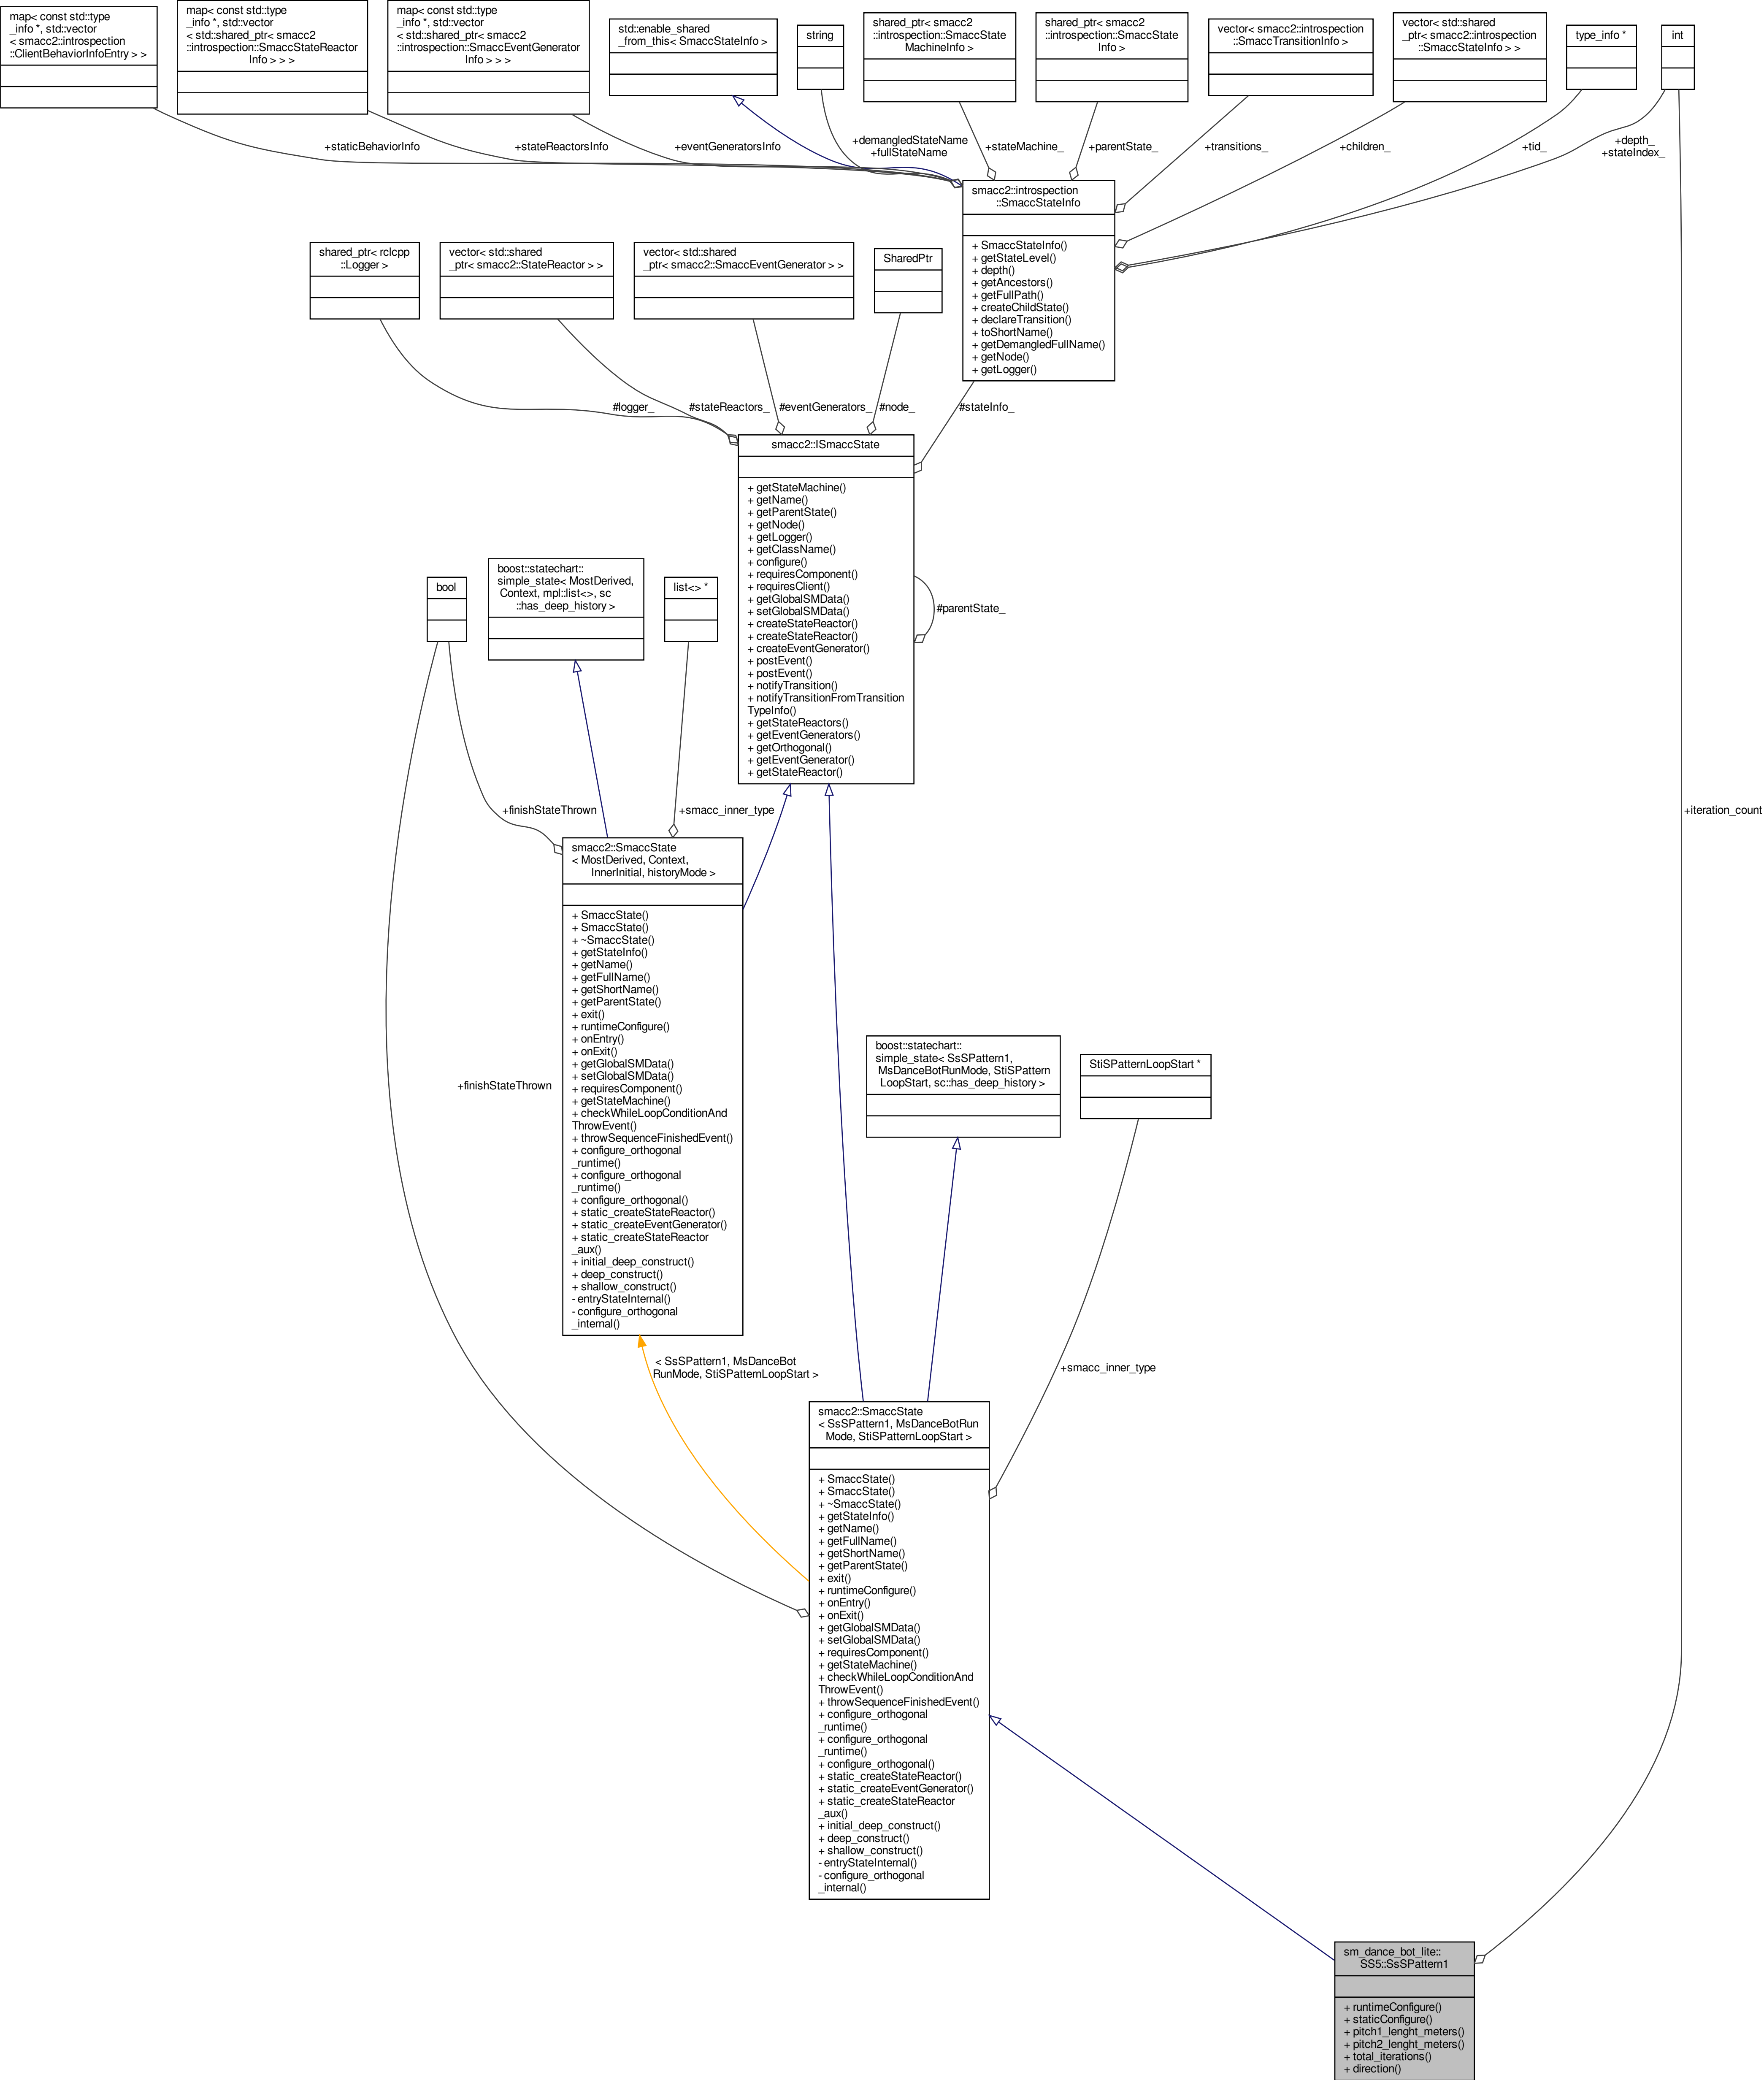 map< const std::type
_info *, std::vector
< smacc2::introspection
::ClientBehaviorInfoEntry > >
map< const std::type
_info *, std::vector
< std::shared_ptr< smacc2
::introspection::SmaccStateReactor
Info > > >
map< const std::type
_info *, std::vector
< std::shared_ptr< smacc2
::introspection::SmaccEventGenerator
Info > > >
std::enable_shared
_from_this< SmaccStateInfo >
string
shared_ptr< smacc2
::introspection::SmaccState
MachineInfo >
shared_ptr< smacc2
::introspection::SmaccState
Info >
vector< smacc2::introspection
::SmaccTransitionInfo >
vector< std::shared
_ptr< smacc2::introspection
::SmaccStateInfo > >
type_info *
int
+staticBehaviorInfo
+stateReactorsInfo
+eventGeneratorsInfo
+demangledStateName
+fullStateName
+stateMachine_
+parentState_
+transitions_
+children_
+tid_
+depth_
+stateIndex_
smacc2::introspection
::SmaccStateInfo
+ SmaccStateInfo()
+ getStateLevel()
+ depth()
+ getAncestors()
+ getFullPath()
+ createChildState()
+ declareTransition()
+ toShortName()
+ getDemangledFullName()
+ getNode()
+ getLogger()
shared_ptr< rclcpp
::Logger >
vector< std::shared
_ptr< smacc2::StateReactor > >
vector< std::shared
_ptr< smacc2::SmaccEventGenerator > >
SharedPtr
#logger_
#stateReactors_
#eventGenerators_
#node_
#stateInfo_
smacc2::ISmaccState
+ getStateMachine()
+ getName()
+ getParentState()
+ getNode()
+ getLogger()
+ getClassName()
+ configure()
+ requiresComponent()
+ requiresClient()
+ getGlobalSMData()
+ setGlobalSMData()
+ createStateReactor()
+ createStateReactor()
+ createEventGenerator()
+ postEvent()
+ postEvent()
+ notifyTransition()
+ notifyTransitionFromTransition
TypeInfo()
+ getStateReactors()
+ getEventGenerators()
+ getOrthogonal()
+ getEventGenerator()
+ getStateReactor()
#parentState_
bool
boost::statechart::
simple_state< MostDerived,
Context, mpl::list<>, sc
::has_deep_history >
list<> *
+finishStateThrown
+smacc_inner_type
+iteration_count
smacc2::SmaccState
< MostDerived, Context,
InnerInitial, historyMode >
+ SmaccState()
+ SmaccState()
+ ~SmaccState()
+ getStateInfo()
+ getName()
+ getFullName()
+ getShortName()
+ getParentState()
+ exit()
+ runtimeConfigure()
+ onEntry()
+ onExit()
+ getGlobalSMData()
+ setGlobalSMData()
+ requiresComponent()
+ getStateMachine()
+ checkWhileLoopConditionAnd
ThrowEvent()
+ throwSequenceFinishedEvent()
+ configure_orthogonal
_runtime()
+ configure_orthogonal
_runtime()
+ configure_orthogonal()
+ static_createStateReactor()
+ static_createEventGenerator()
+ static_createStateReactor
_aux()
+ initial_deep_construct()
+ deep_construct()
+ shallow_construct()
- entryStateInternal()
- configure_orthogonal
_internal()
+finishStateThrown
boost::statechart::
simple_state< SsSPattern1,
MsDanceBotRunMode, StiSPattern
LoopStart, sc::has_deep_history >
StiSPatternLoopStart *
< SsSPattern1, MsDanceBot
RunMode, StiSPatternLoopStart >
+smacc_inner_type
smacc2::SmaccState
< SsSPattern1, MsDanceBotRun
Mode, StiSPatternLoopStart >
+ SmaccState()
+ SmaccState()
+ ~SmaccState()
+ getStateInfo()
+ getName()
+ getFullName()
+ getShortName()
+ getParentState()
+ exit()
+ runtimeConfigure()
+ onEntry()
+ onExit()
+ getGlobalSMData()
+ setGlobalSMData()
+ requiresComponent()
+ getStateMachine()
+ checkWhileLoopConditionAnd
ThrowEvent()
+ throwSequenceFinishedEvent()
+ configure_orthogonal
_runtime()
+ configure_orthogonal
_runtime()
+ configure_orthogonal()
+ static_createStateReactor()
+ static_createEventGenerator()
+ static_createStateReactor
_aux()
+ initial_deep_construct()
+ deep_construct()
+ shallow_construct()
- entryStateInternal()
- configure_orthogonal
_internal()
sm_dance_bot_lite::
SS5::SsSPattern1
+ runtimeConfigure()
+ staticConfigure()
+ pitch1_lenght_meters()
+ pitch2_lenght_meters()
+ total_iterations()
+ direction()